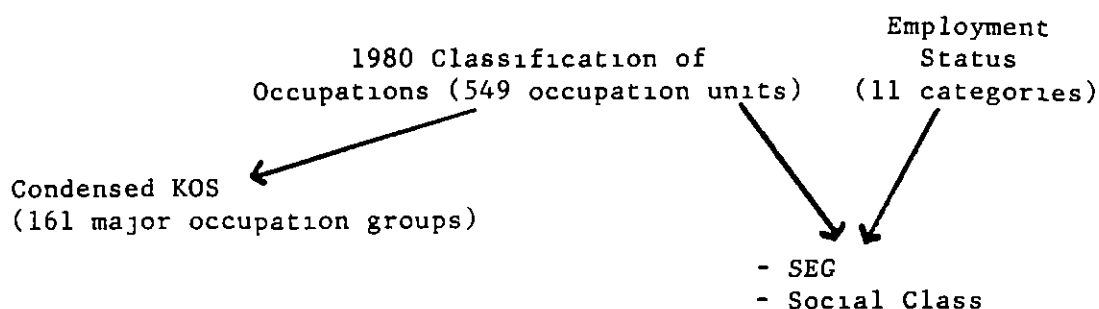 Employment
1980 Classification of Status
Occupations (549 occupation units) (11 categories)
Condensed KOS
(161 major occupation groups)
- SEG
- Social Class